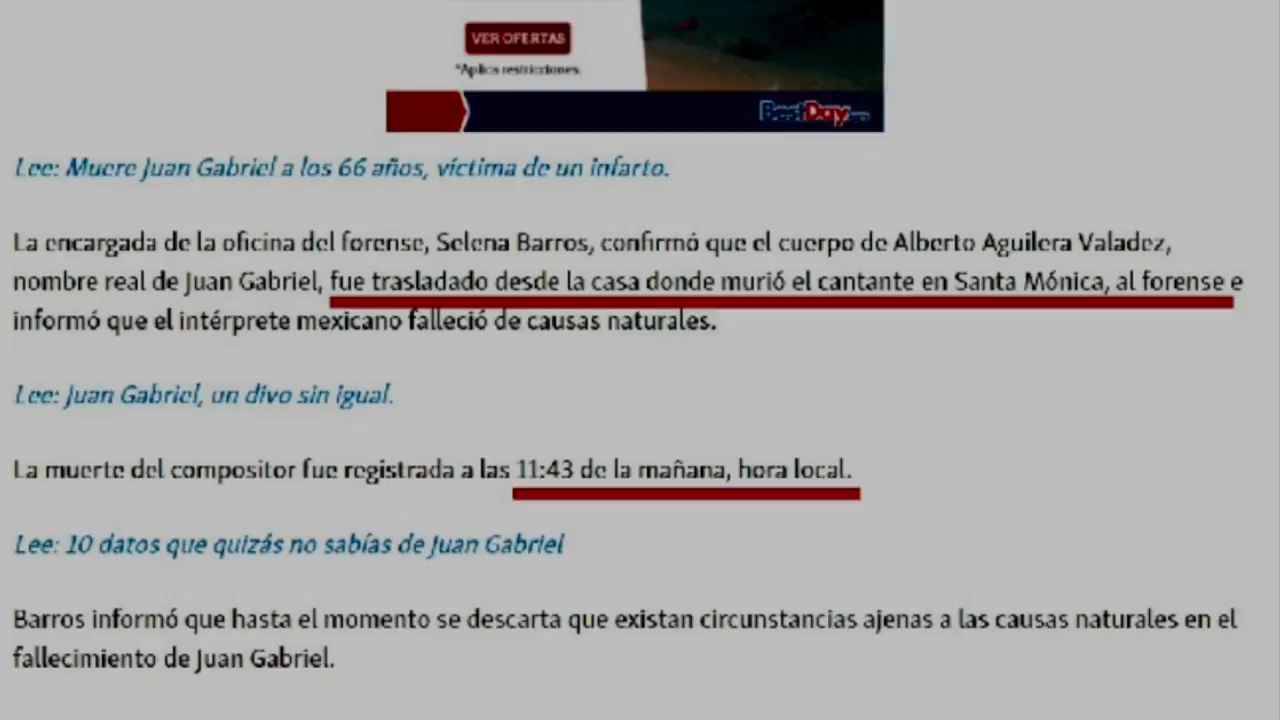 VER OFERTAS
*Aplica restricciones.
BestDay
Lee: Muere Juan Gabriel a los 66 años, víctima de un infarto.
La encargada de la oficina del forense, Selena Barros, confirmó que el cuerpo de Alberto Aguilera Valadez,
nombre real de Juan Gabriel, fue trasladado desde la casa donde murió el cantante en Santa Mónica, al forense e
informó que el intérprete mexicano falleció de causas naturales.
Lee: Juan Gabriel, un divo sin igual.
La muerte del compositor fue registrada a las 11:43 de la mañana, hora local.
Lee: 10 datos que quizás no sabías de Juan Gabriel
Barros informó que hasta el momento se descarta que existan circunstancias ajenas a las causas naturales en el
fallecimiento de Juan Gabriel.